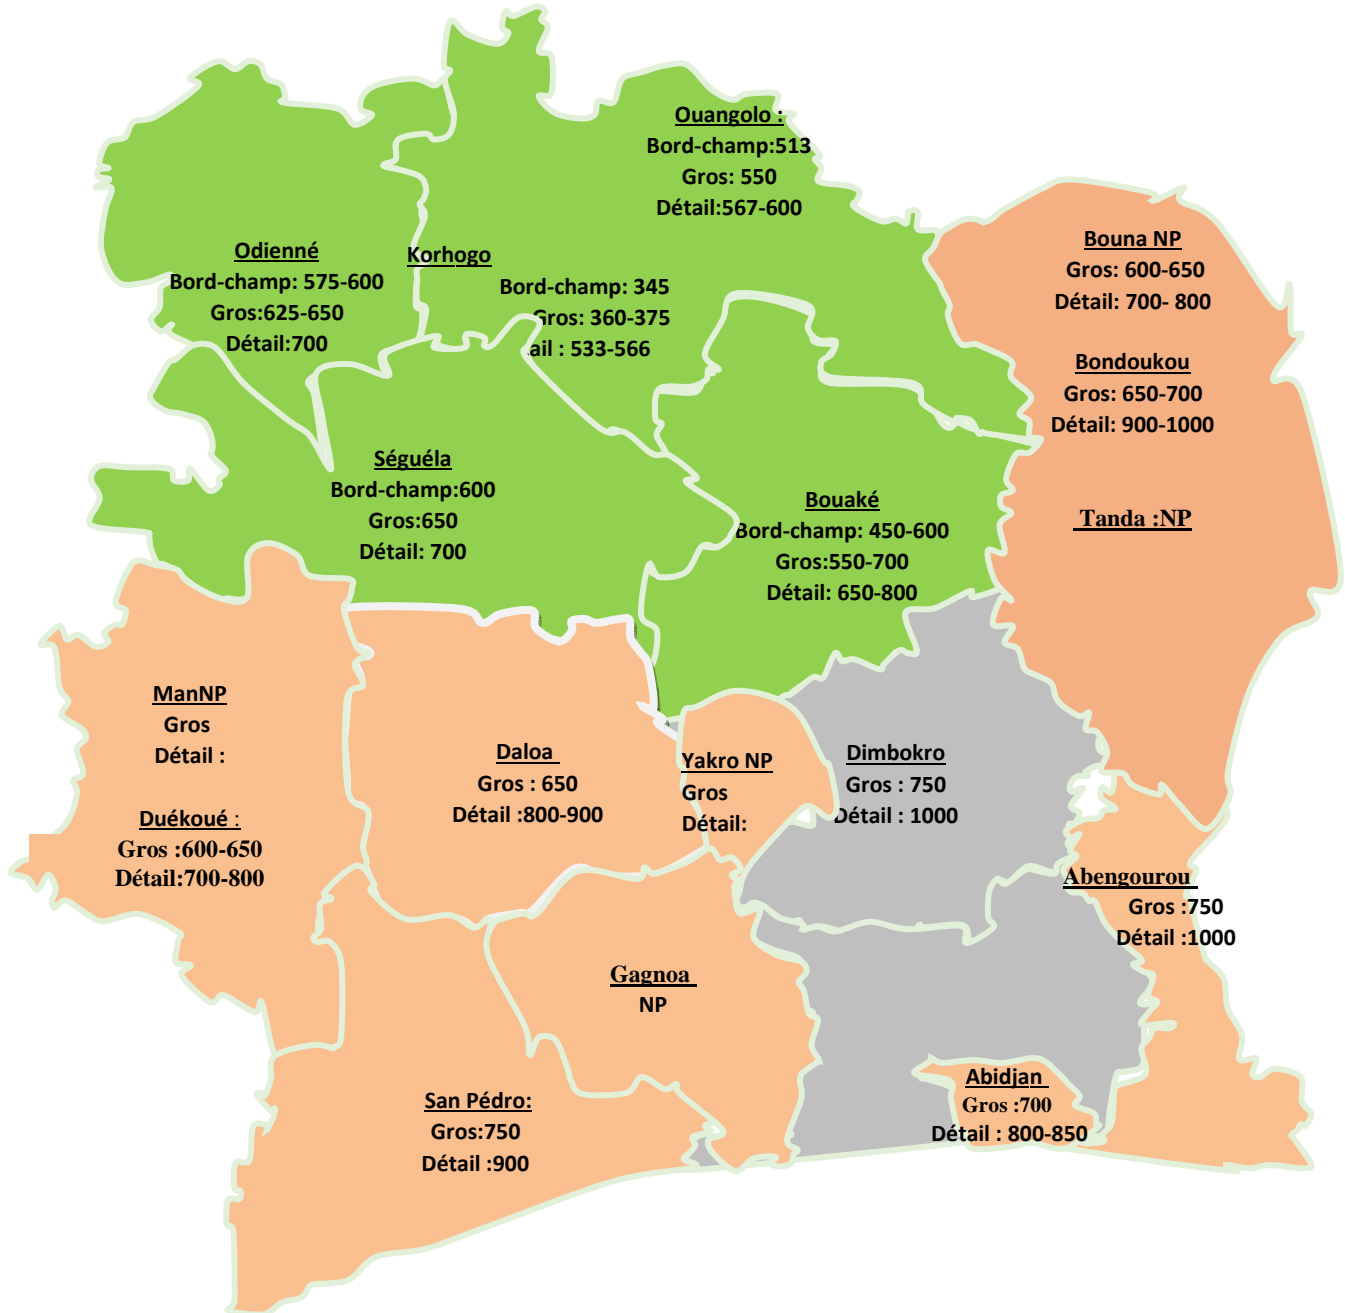 Ouangolo :
Bord-champ:513
Gros: 550
Détail:567-600
Odienné
Bord-champ: 575-600
Gros:625-650
Détail:700
Korhogo
Bord-champ: 345
Gros: 360-375
ail : 533-566
Bouna NP
Gros: 600-650
Détail: 700- 800
Bondoukou
Gros: 650-700
Détail: 900-1000
Tanda :NP
Séguéla
Bord-champ:600
Gros:650
Détail: 700
Bouaké
Bord-champ: 450-600
Gros:550-700
Détail: 650-800
ManNP
Gros
Détail :
Duékoué :
Gros :600-650
Détail:700-800
Daloa
Gros : 650
Détail :800-900
Yakro NP
Gros
Détail:
Dimbokro
Gros : 750
Détail : 1000
Abengourou
Gros :750
Détail :1000
Gagnoa
NP
San Pédro:
Gros:750
Détail :900
Abidjan
Gros :700
Détail : 800-850